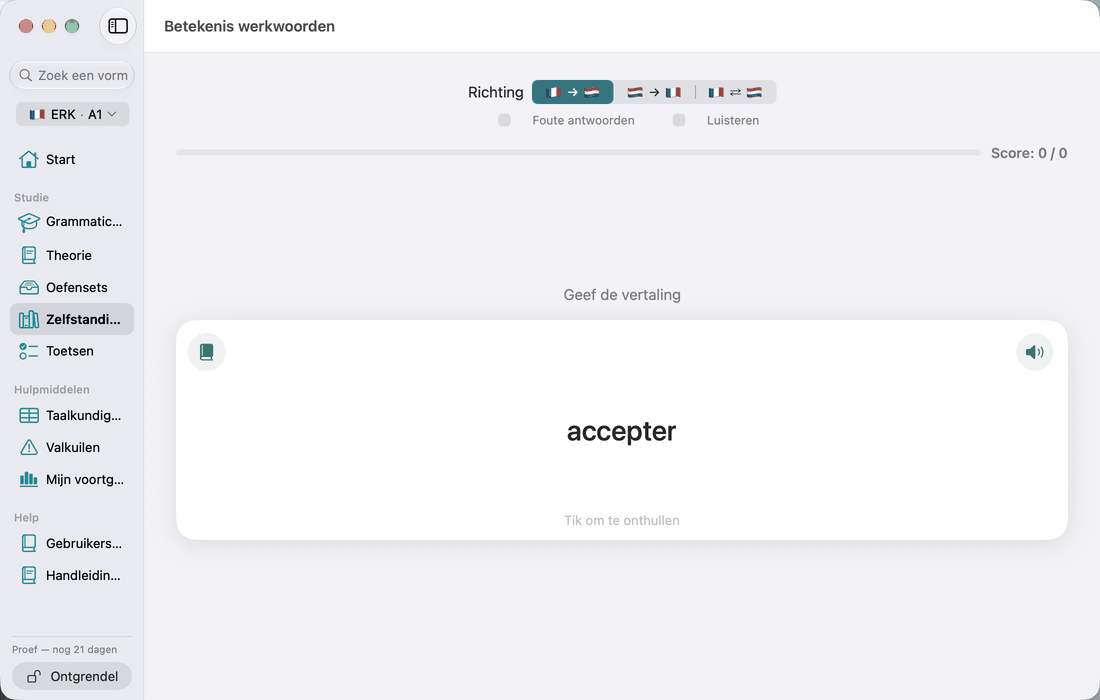 Betekenis werkwoorden
Zoek een vorm
ERK · A1
Start
Studie
Grammatic...
Theorie
Oefensets
Zelfstandi...
Toetsen
Hulpmiddelen
Taalkundig...
Valkuilen
Mijn voortg...
Help
Gebruikers...
Handleidin...
Proef — nog 21 dagen
Ontgrendel
Richting
Foute antwoorden
Luisteren
Score: 0 / 0
Geef de vertaling
accepter
Tik om te onthullen